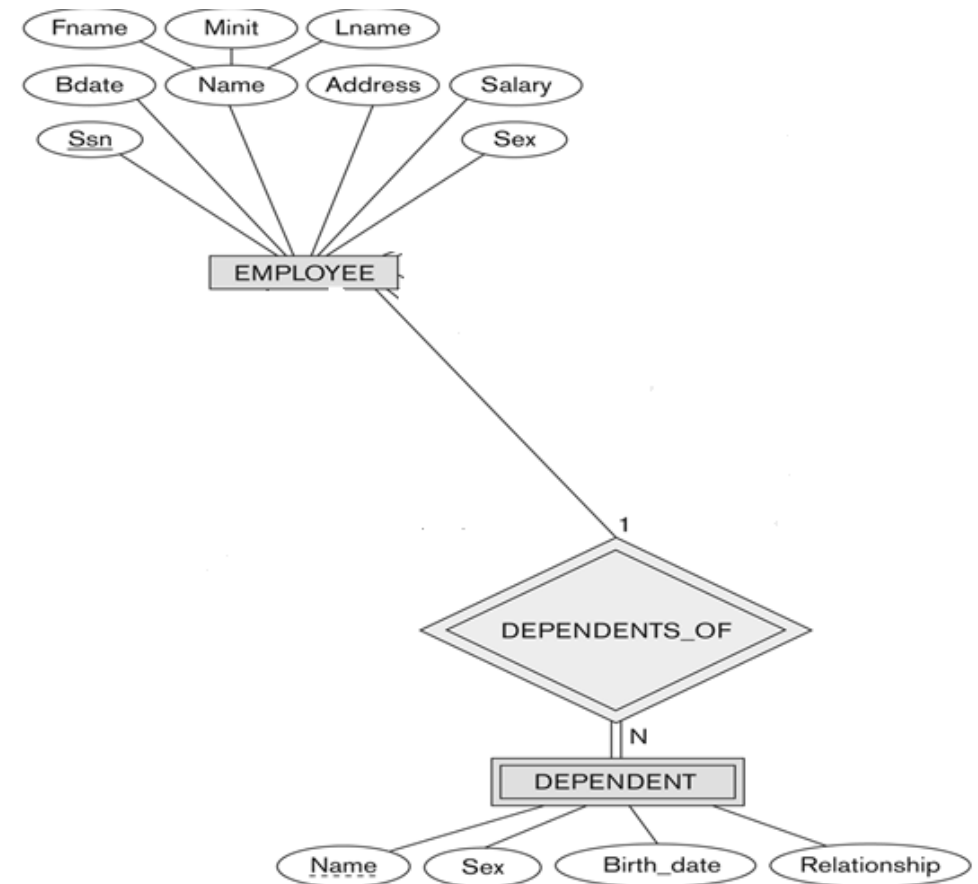 Fname Minit Lname
Bdate Name Address Salary
Ssn Sex
EMPLOYEE
1
DEPENDENTS_OF
N
DEPENDENT
Name Sex Birth_date Relationship